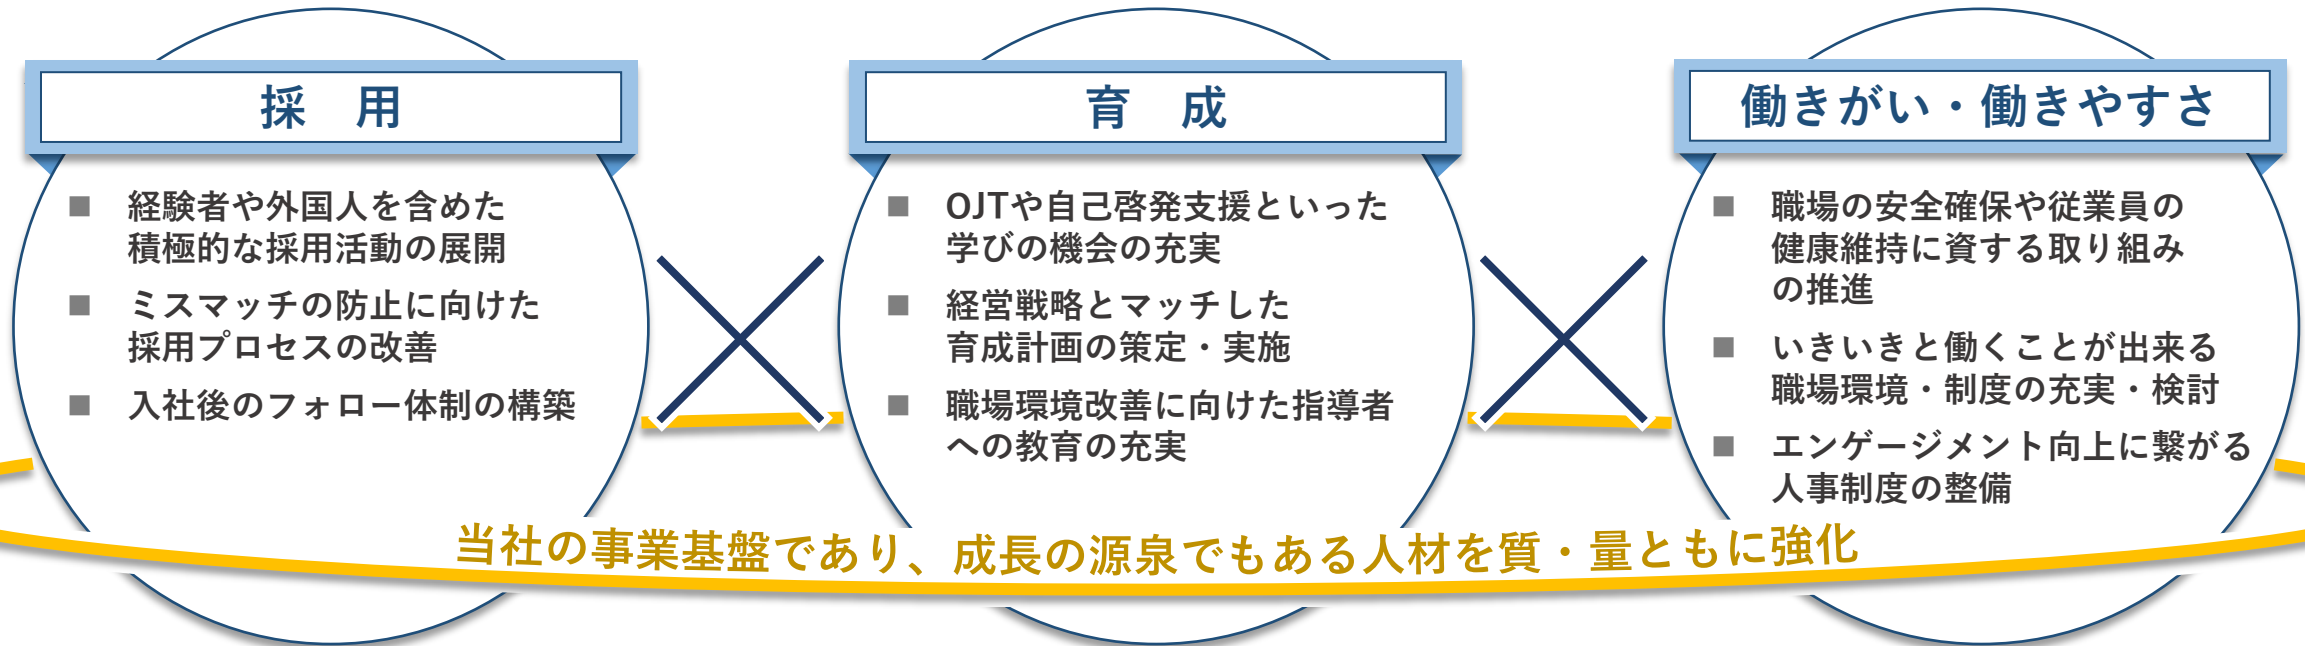 採　用
■ 経験者や外国人を含めた
積極的な採用活動の展開
■ ミスマッチの防止に向けた
採用プロセスの改善
■ 入社後のフォロー体制の構築
育　成
■ OJTや自己啓発支援といった
学びの機会の充実
■ 経営戦略とマッチした
育成計画の策定・実施
■ 職場環境改善に向けた指導者
への教育の充実
働きがい・働きやすさ
■ 職場の安全確保や従業員の
健康維持に資する取り組み
の推進
■ いきいきと働くことが出来る
職場環境・制度の充実・検討
■ エンゲージメント向上に繋がる
人事制度の整備
当社の事業基盤であり、成長の源泉でもある人材を質・量ともに強化